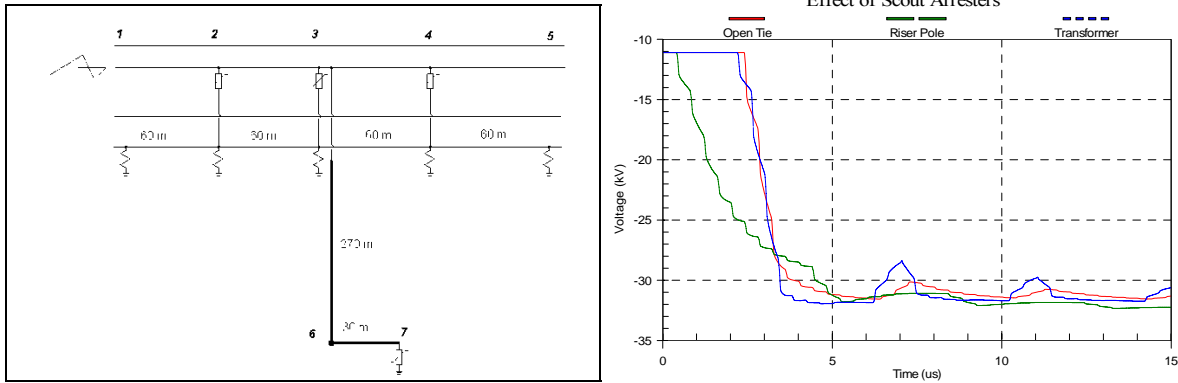 1 2 3 4 5
60 m 60 m 60 m 60 m
270 m
30 m
6 7
Effect of Scout Arresters
Open Tie Riser Pole Transformer
-10
-15
-20
-25
-30
-35
Voltage (kV)
0 5 10 15
Time (us)